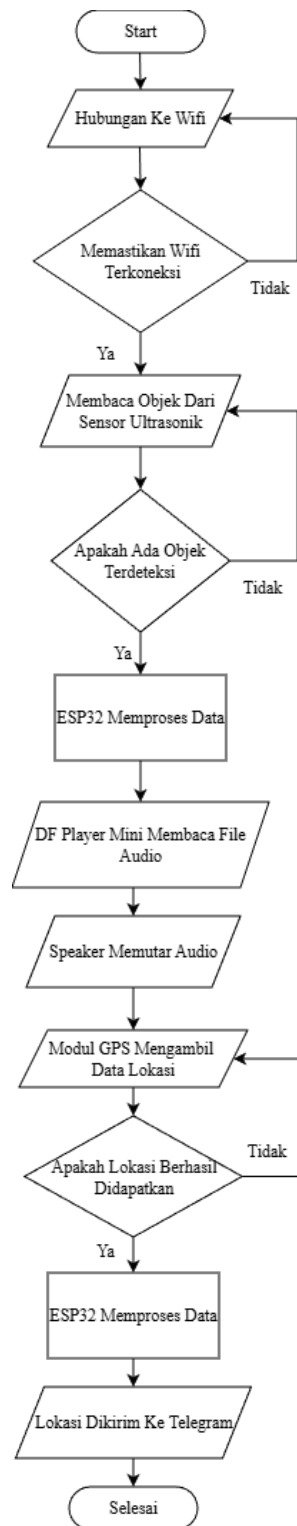 Start
Hubungan Ke Wifi
Memastikan Wifi
Terkoneksi
Tidak
Ya
Membaca Objek Dari
Sensor Ultrasonik
Apakah Ada Objek
Terdeteksi
Tidak
Ya
ESP32 Memproses Data
DF Player Mini Membaca File
Audio
Speaker Memutar Audio
Modul GPS Mengambil
Data Lokasi
Tidak
Apakah Lokasi Berhasil
Didapatkan
Ya
ESP32 Memproses Data
Lokasi Dikirim Ke Telegram
Selesai